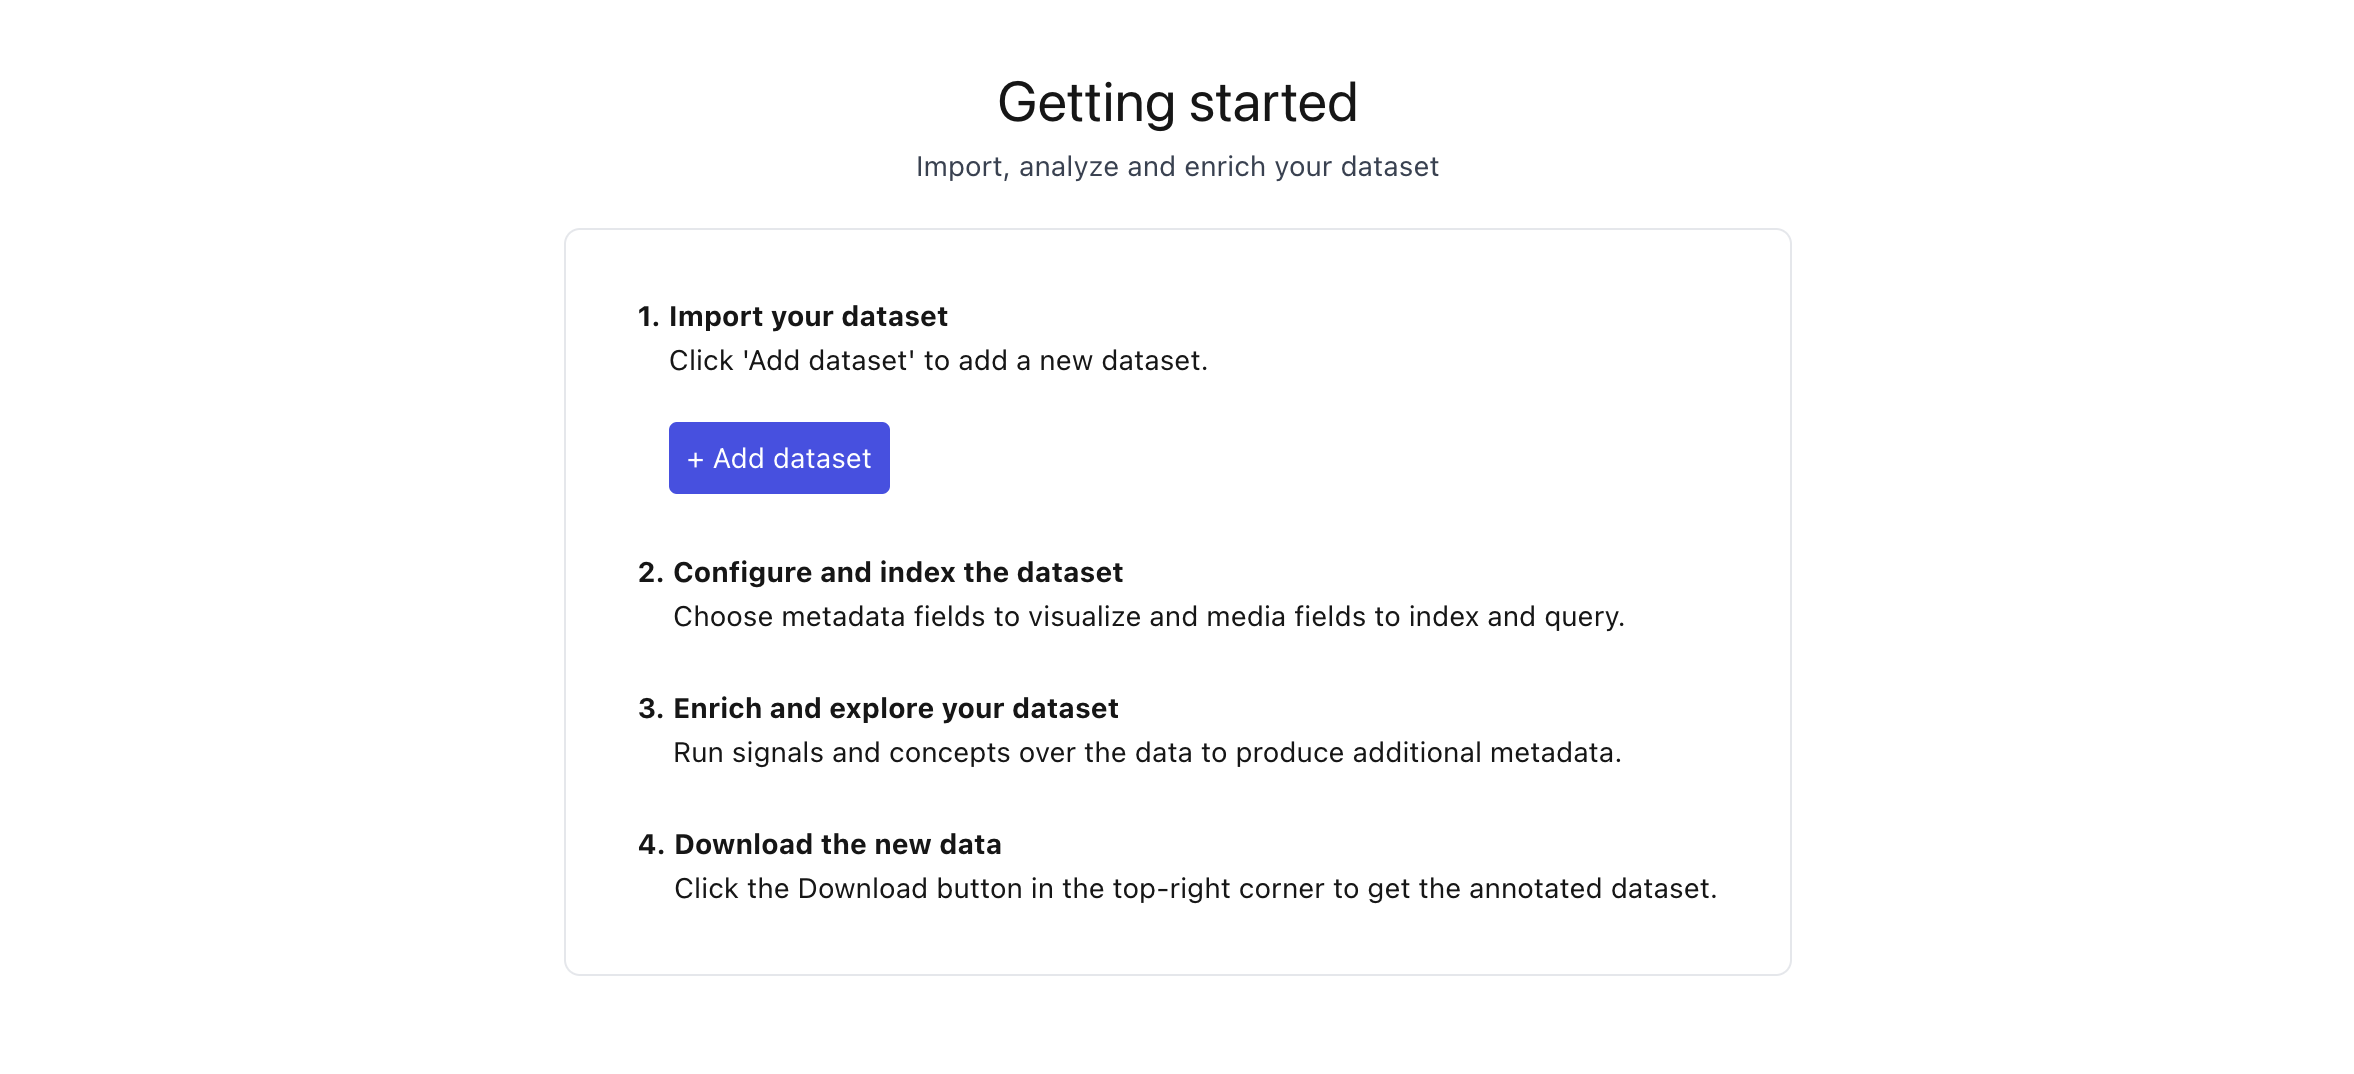 Getting started
Import, analyze and enrich your dataset
1. Import your dataset
Click 'Add dataset' to add a new dataset.
+ Add dataset
2. Configure and index the dataset
Choose metadata fields to visualize and media fields to index and query.
3. Enrich and explore your dataset
Run signals and concepts over the data to produce additional metadata.
4. Download the new data
Click the Download button in the top-right corner to get the annotated dataset.